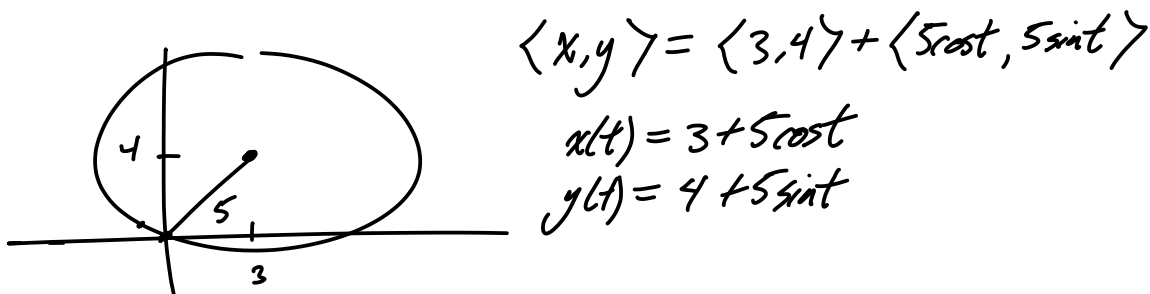 ⟨x,y⟩ = ⟨3,4⟩ + ⟨5cost, 5sint⟩
x(t) = 3 + 5cost
y(t) = 4 + 5sint
4
5
3